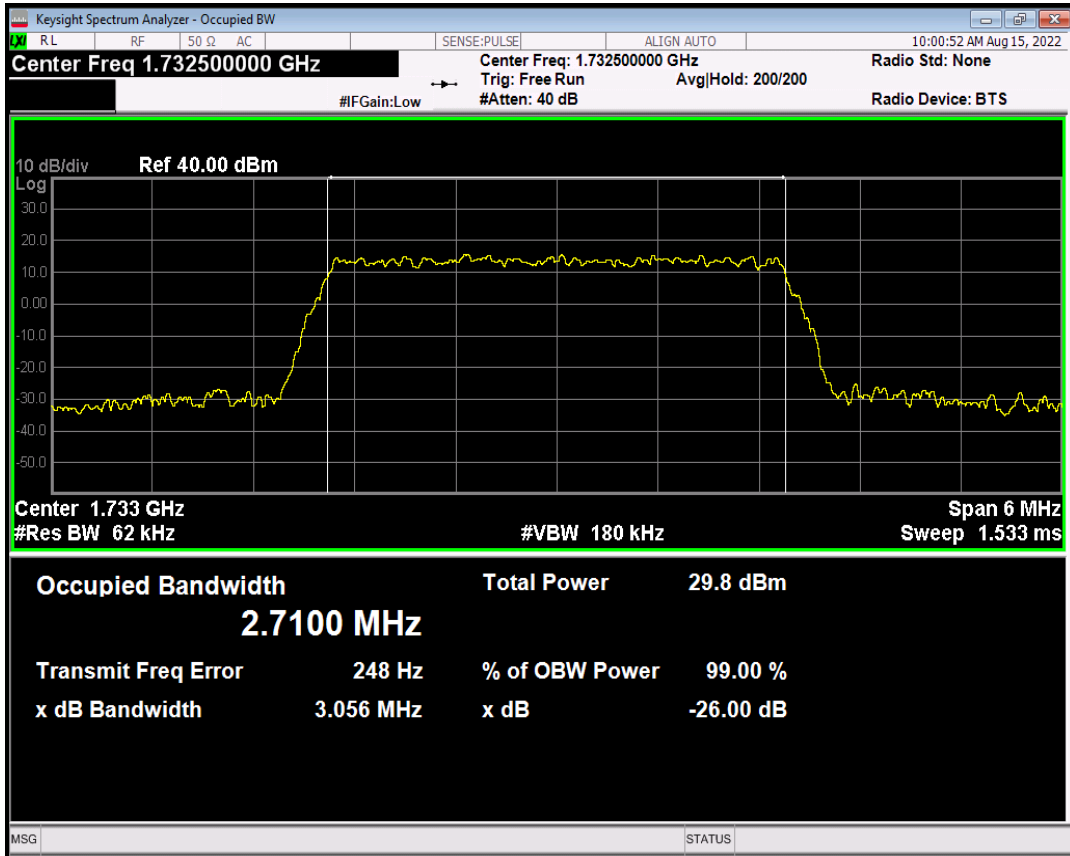 Keysight Spectrum Analyzer - Occupied BW
LXI RL RF 50 Ω AC SENSE:PULSE ALIGN AUTO 10:00:52 AM Aug 15, 2022
Center Freq 1.732500000 GHz Center Freq: 1.732500000 GHz Radio Std: None
Trig: Free Run Avg|Hold: 200/200
#IFGain:Low #Atten: 40 dB Radio Device: BTS
10 dB/div Ref 40.00 dBm
Log
30.0
20.0
10.0
0.00
-10.0
-20.0
-30.0
-40.0
-50.0
Center 1.733 GHz Span 6 MHz
#Res BW 62 kHz #VBW 180 kHz Sweep 1.533 ms
Occupied Bandwidth Total Power 29.8 dBm
2.7100 MHz
Transmit Freq Error 248 Hz % of OBW Power 99.00 %
x dB Bandwidth 3.056 MHz x dB -26.00 dB
MSG STATUS